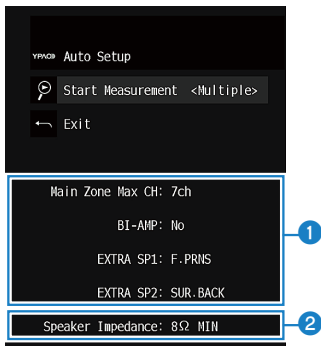 YPAO Auto Setup
Start Measurement <Multiple>
Exit
Main Zone Max CH: 7ch
BI-AMP: No
EXTRA SP1: F.PRNS
EXTRA SP2: SUR.BACK
Speaker Impedance: 8Ω MIN
1
2